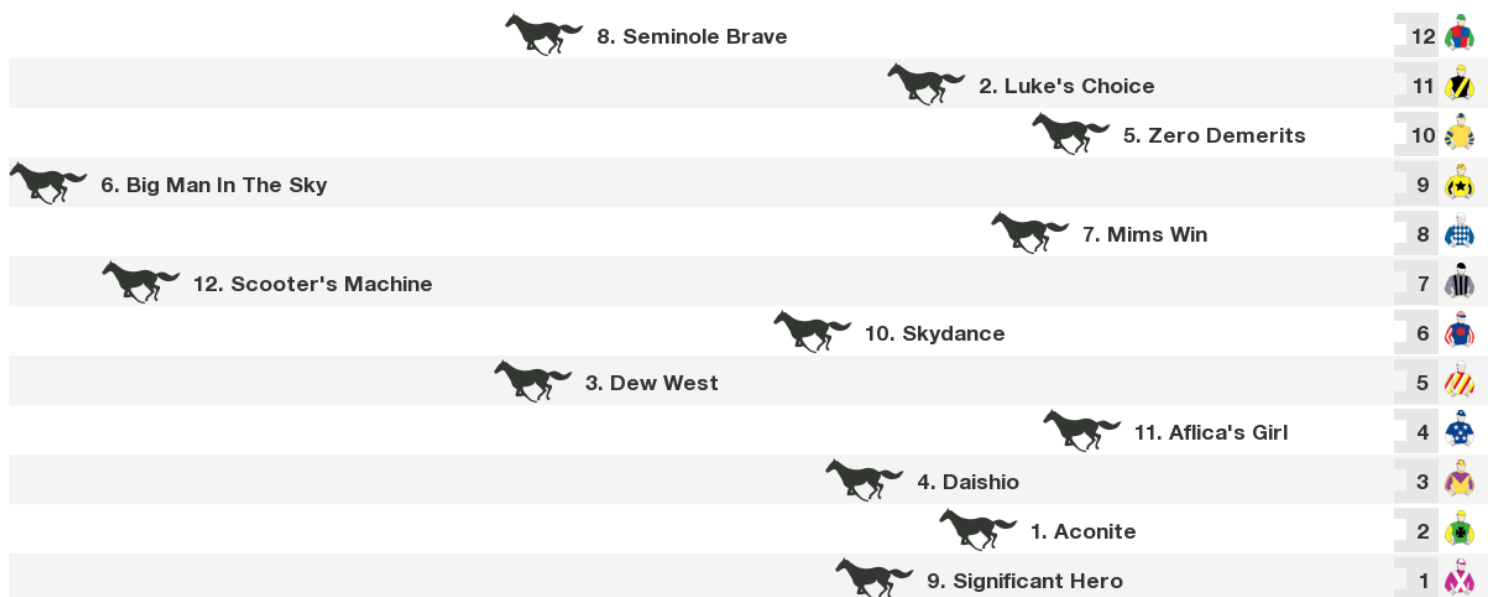 8. Seminole Brave 12
2. Luke's Choice 11
5. Zero Demerits 10
6. Big Man In The Sky 9
7. Mims Win 8
12. Scooter's Machine 7
10. Skydance 6
3. Dew West 5
11. Aflica's Girl 4
4. Daishio 3
1. Aconite 2
9. Significant Hero 1